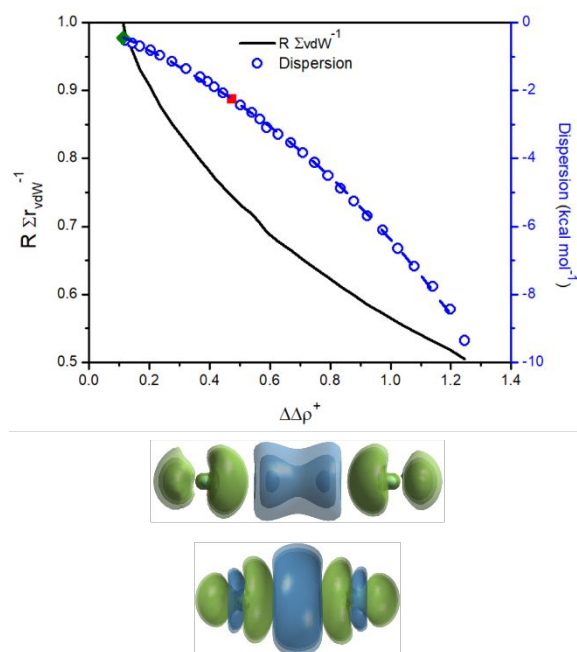 R ΣvdW⁻¹
Dispersion
1.0
0.9
0.8
0.7
0.6
0.5
R Σr_vdW⁻¹
0
-2
-4
-6
-8
-10
Dispersion (kcal mol⁻¹)
0.0 0.2 0.4 0.6 0.8 1.0 1.2 1.4
ΔΔρ⁺